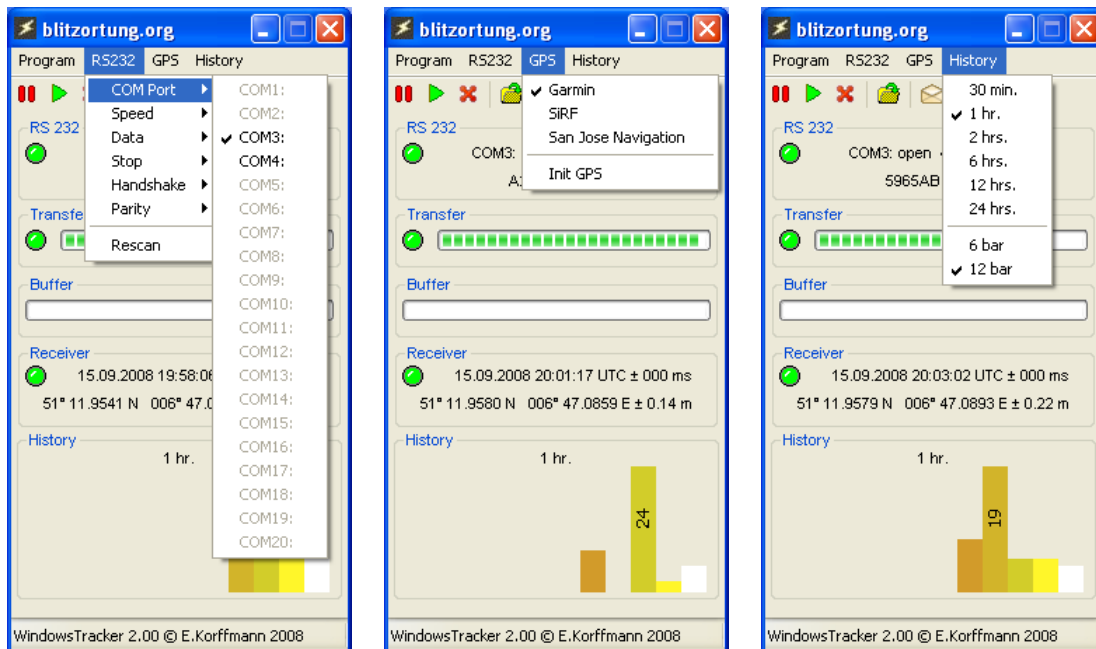 blitzortung.org
Program RS232 GPS History
COM Port
Speed
Data
Stop
Handshake
Parity
Rescan
COM1:
COM2:
COM3:
COM4:
COM5:
COM6:
COM7:
COM8:
COM9:
COM10:
COM11:
COM12:
COM13:
COM14:
COM15:
COM16:
COM17:
COM18:
COM19:
COM20:
RS 232
Transfe
Buffer
Receiver
15.09.2008 19:58:06
51° 11.9541 N 006° 47.0
History
1 hr.
WindowsTracker 2.00 © E.Korffmann 2008
blitzortung.org
Program RS232 GPS History
Garmin
SiRF
San Jose Navigation
Init GPS
RS 232
COM3:
Transfer
Buffer
Receiver
15.09.2008 20:01:17 UTC ± 000 ms
51° 11.9580 N 006° 47.0859 E ± 0.14 m
History
1 hr.
24
WindowsTracker 2.00 © E.Korffmann 2008
blitzortung.org
Program RS232 GPS History
30 min.
1 hr.
2 hrs.
6 hrs.
12 hrs.
24 hrs.
6 bar
12 bar
RS 232
COM3: open
5965AB
Transfer
Buffer
Receiver
15.09.2008 20:03:02 UTC ± 000 ms
51° 11.9579 N 006° 47.0893 E ± 0.22 m
History
1 hr.
19
WindowsTracker 2.00 © E.Korffmann 2008